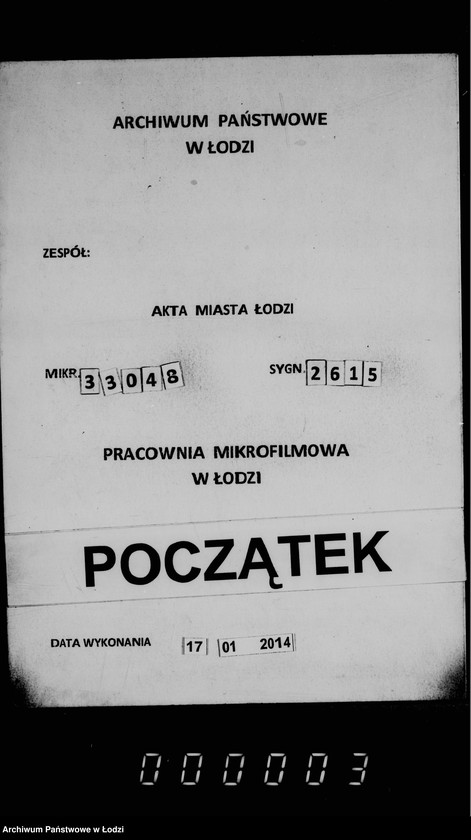 ARCHIWUM PAŃSTWOWE
W ŁODZI
ZESPÓŁ:
AKTA MIASTA ŁODZI
MIKR. 33048 SYGN. 2615
PRACOWNIA MIKROFILMOWA
W ŁODZI
POCZĄTEK
DATA WYKONANIA 17 01 2014
000003
Archiwum Państwowe w Łodzi